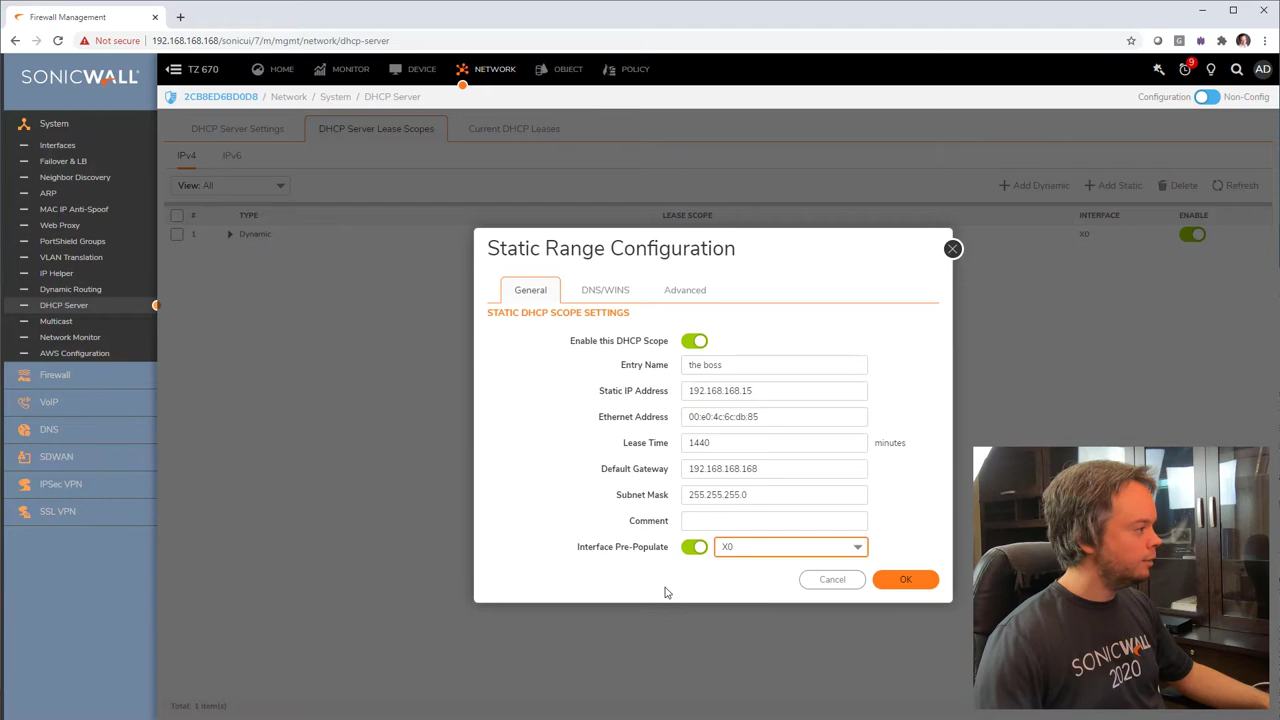 Firewall Management
Not secure 192.168.168.168/sonicui/7/m/mgmt/network/dhcp-server
SONICWALL
TZ 670 HOME MONITOR DEVICE NETWORK OBJECT POLICY 9 AD
2CB8ED6BD0D8 / Network / System / DHCP Server Configuration Non-Config
System
Interfaces
Failover & LB
Neighbor Discovery
ARP
MAC IP Anti-Spoof
Web Proxy
PortShield Groups
VLAN Translation
IP Helper
Dynamic Routing
DHCP Server
Multicast
Network Monitor
AWS Configuration
Firewall
VoIP
DNS
SDWAN
IPSec VPN
SSL VPN
DHCP Server Settings DHCP Server Lease Scopes Current DHCP Leases
IPv4 IPv6
View: All + Add Dynamic + Add Static Delete Refresh
# TYPE LEASE SCOPE INTERFACE ENABLE
1 Dynamic X0
Static Range Configuration
General DNS/WINS Advanced
STATIC DHCP SCOPE SETTINGS
Enable this DHCP Scope
Entry Name the boss
Static IP Address 192.168.168.15
Ethernet Address 00:e0:4c:6c:db:85
Lease Time 1440 minutes
Default Gateway 192.168.168.168
Subnet Mask 255.255.255.0
Comment
Interface Pre-Populate X0
Cancel OK
Total: 1 item(s)
SONICWALL
2020